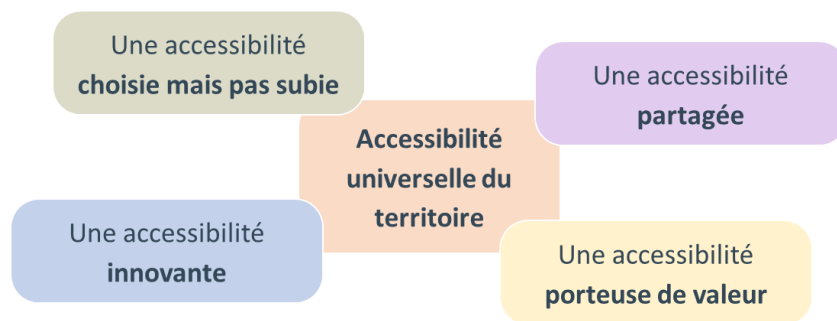 Une accessibilité
choisie mais pas subie
Une accessibilité
partagée
Accessibilité
universelle du
territoire
Une accessibilité
innovante
Une accessibilité
porteuse de valeur